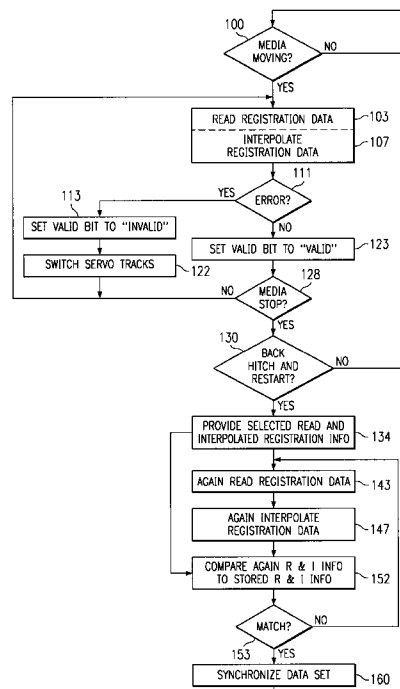 100
MEDIA
MOVING?
NO
YES
READ REGISTRATION DATA
103
INTERPOLATE
REGISTRATION DATA
107
111
113
YES
ERROR?
NO
SET VALID BIT TO "INVALID"
SET VALID BIT TO "VALID"
123
SWITCH SERVO TRACKS
122
128
NO
MEDIA
STOP?
YES
130
BACK
HITCH AND
RESTART?
NO
YES
PROVIDE SELECTED READ AND
INTERPOLATED REGISTRATION INFO
134
AGAIN READ REGISTRATION DATA
143
AGAIN INTERPOLATE
REGISTRATION DATA
147
COMPARE AGAIN R & I INFO
TO STORED R & I INFO
152
MATCH?
NO
153
YES
SYNCHRONIZE DATA SET
160